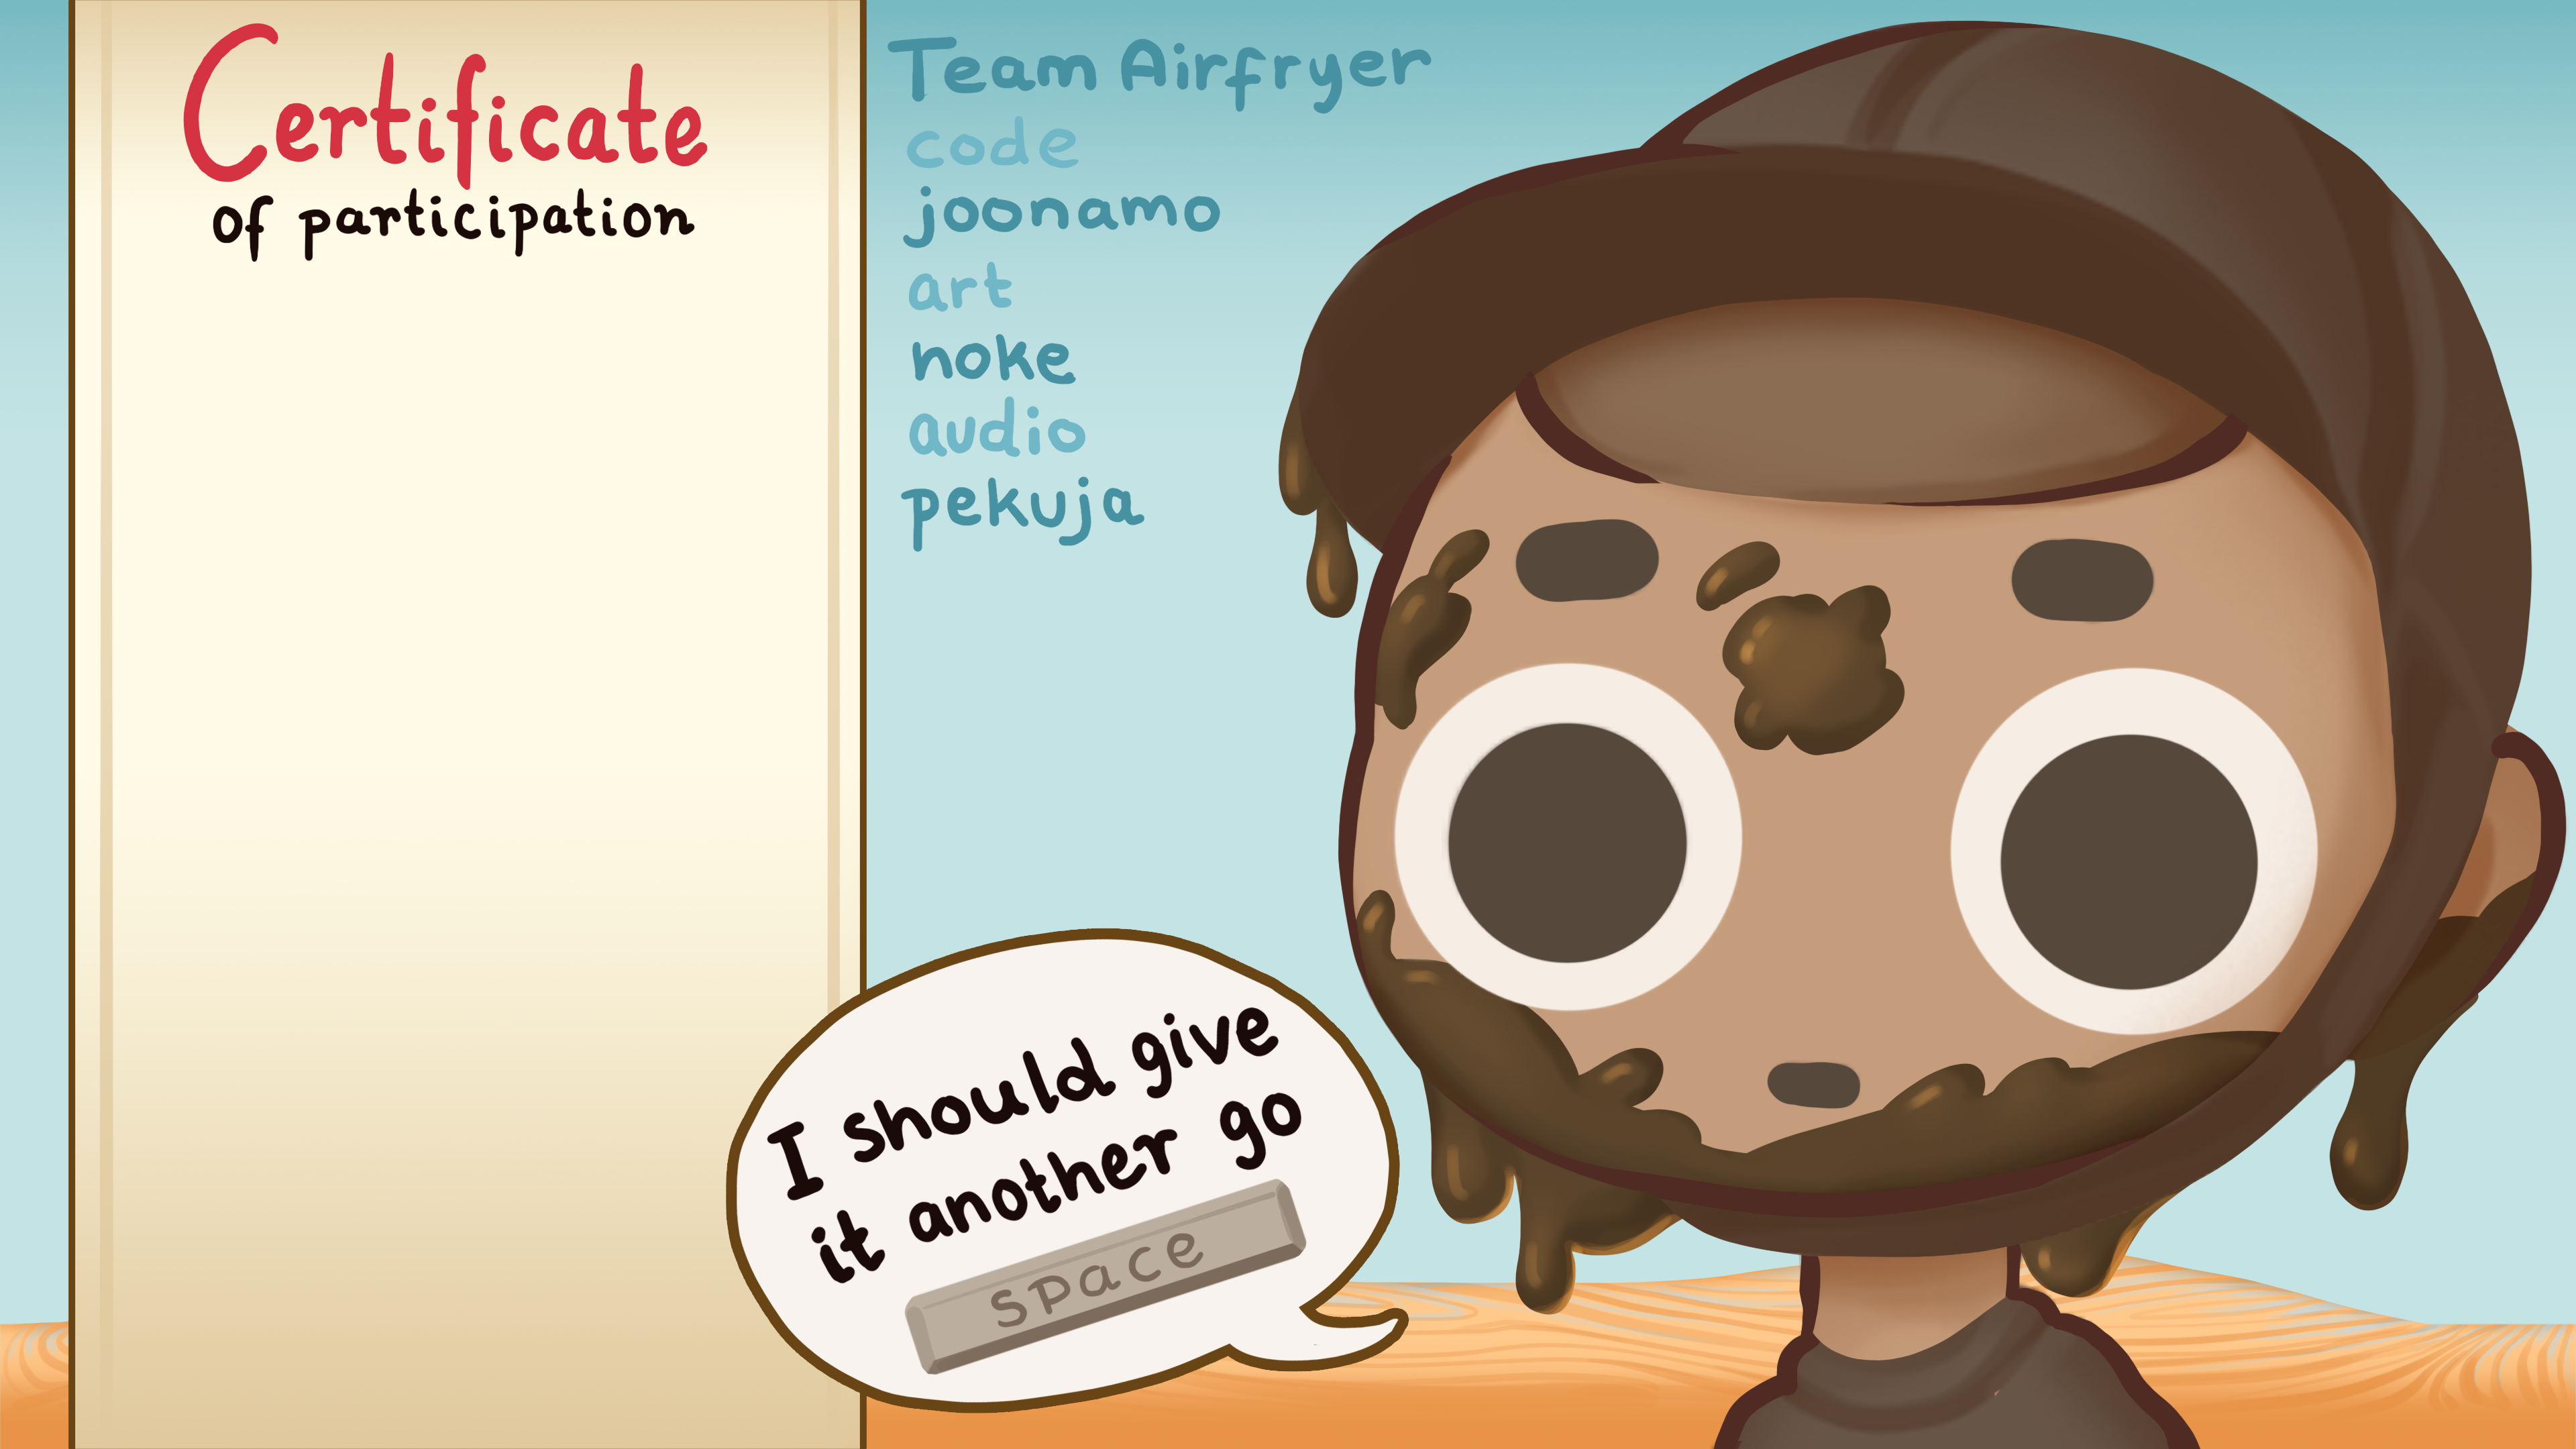 Certificate
of participation
Team Airfryer
code
joonamo
art
noke
audio
pekuja
I should give
it another go
space